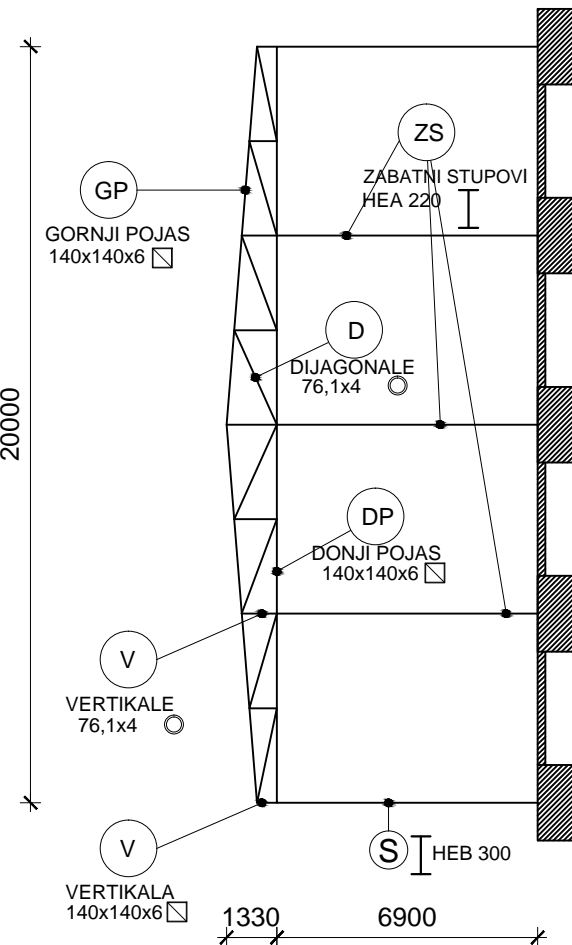 ZS
ZABATNI STUPOVI
HEA 220
GP
GORNJI POJAS
140x140x6
D
DIJAGONALE
76,1x4
20000
DP
DONJI POJAS
140x140x6
V
VERTIKALE
76,1x4
V
VERTIKALA
140x140x6
S
HEB 300
1330
6900